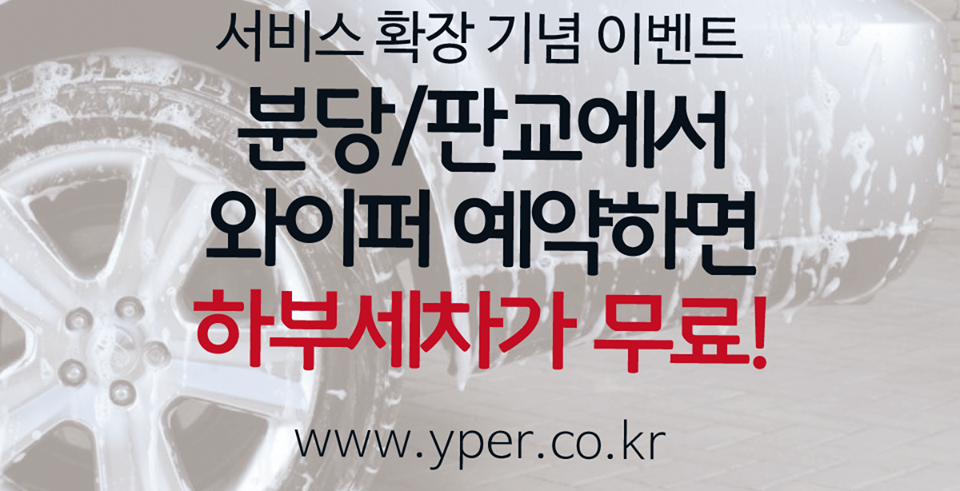 서비스 확장 기념 이벤트
분당/판교에서
와이퍼 예약하면
하부세차가 무료!
www.yper.co.kr